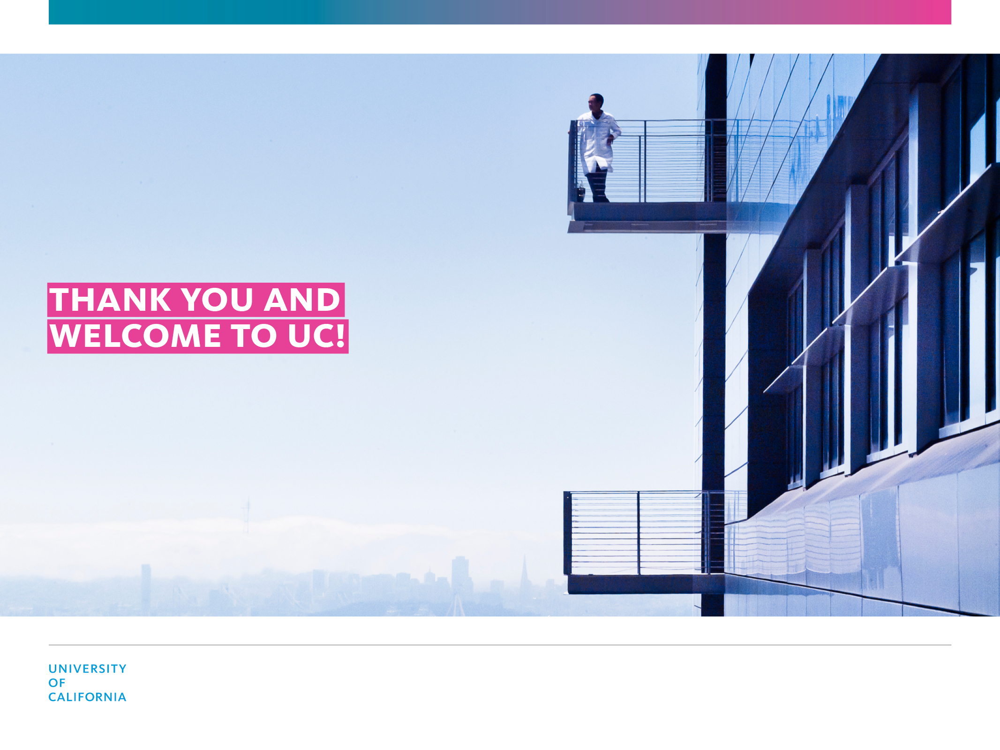 THANK YOU AND
WELCOME TO UC!
UNIVERSITY
OF
CALIFORNIA